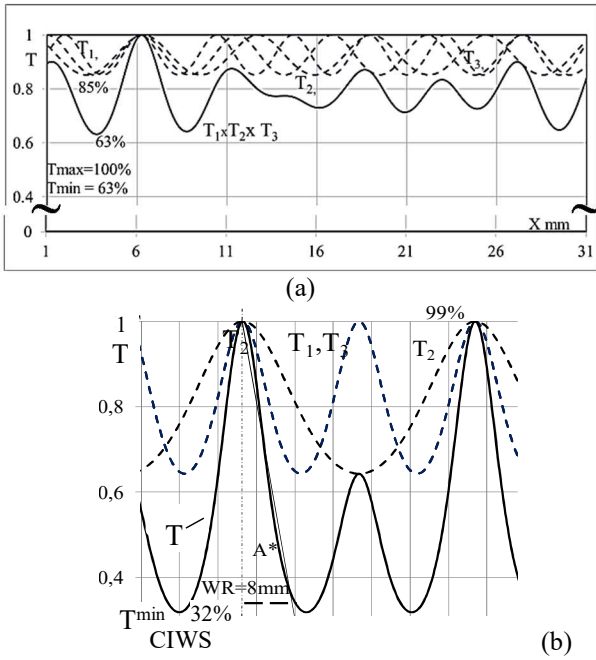 1
T
T1,
T3,
0.8
85%
T2,
63%
T1xT2x T3
0.6
Tmax=100%
Tmin = 63%
0.4
0
X mm
1 6 11 16 21 26 31
(a)
99%
1
T
T2
T1,T3
T2
0,8
0,6
T
A*
0,4
WR=8mm
Tmin 32%
CIWS
(b)